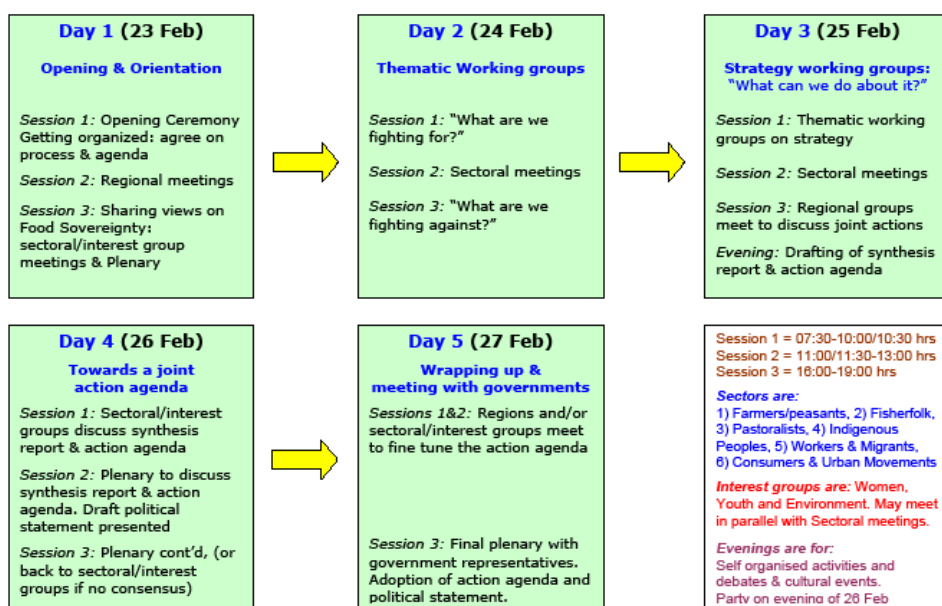 Day 1 (23 Feb)
Opening & Orientation
Session 1: Opening Ceremony
Getting organized: agree on
process & agenda
Session 2: Regional meetings
Session 3: Sharing views on
Food Sovereignty:
sectoral/interest group
meetings & Plenary
Day 2 (24 Feb)
Thematic Working groups
Session 1: “What are we
fighting for?”
Session 2: Sectoral meetings
Session 3: “What are we
fighting against?”
Day 3 (25 Feb)
Strategy working groups:
“What can we do about it?”
Session 1: Thematic working
groups on strategy
Session 2: Sectoral meetings
Session 3: Regional groups
meet to discuss joint actions
Evening: Drafting of synthesis
report & action agenda
Day 4 (26 Feb)
Towards a joint
action agenda
Session 1: Sectoral/interest
groups discuss synthesis
report & action agenda
Session 2: Plenary to discuss
synthesis report & action
agenda. Draft political
statement presented
Session 3: Plenary cont’d, (or
back to sectoral/interest
groups if no consensus)
Day 5 (27 Feb)
Wrapping up &
meeting with governments
Sessions 1&2: Regions and/or
sectoral/interest groups meet
to fine tune the action agenda
Session 3: Final plenary with
government representatives.
Adoption of action agenda and
political statement.
Session 1 = 07:30-10:00/10:30 hrs
Session 2 = 11:00/11:30-13:00 hrs
Session 3 = 16:00-19:00 hrs
Sectors are:
1) Farmers/peasants, 2) Fisherfolk,
3) Pastoralists, 4) Indigenous
Peoples, 5) Workers & Migrants,
6) Consumers & Urban Movements
Interest groups are: Women,
Youth and Environment. May meet
in parallel with Sectoral meetings.
Evenings are for:
Self organised activities and
debates & cultural events.
Party on evening of 26 Feb